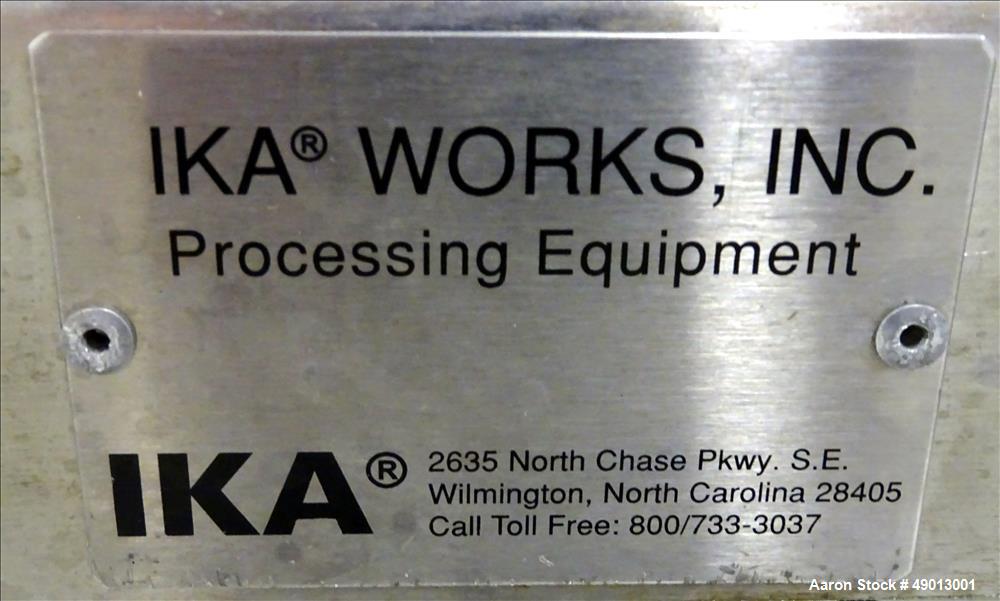 IKA® WORKS, INC.
Processing Equipment
IKA®
2635 North Chase Pkwy. S.E.
Wilmington, North Carolina 28405
Call Toll Free: 800/733-3037
Aaron Stock # 49013001